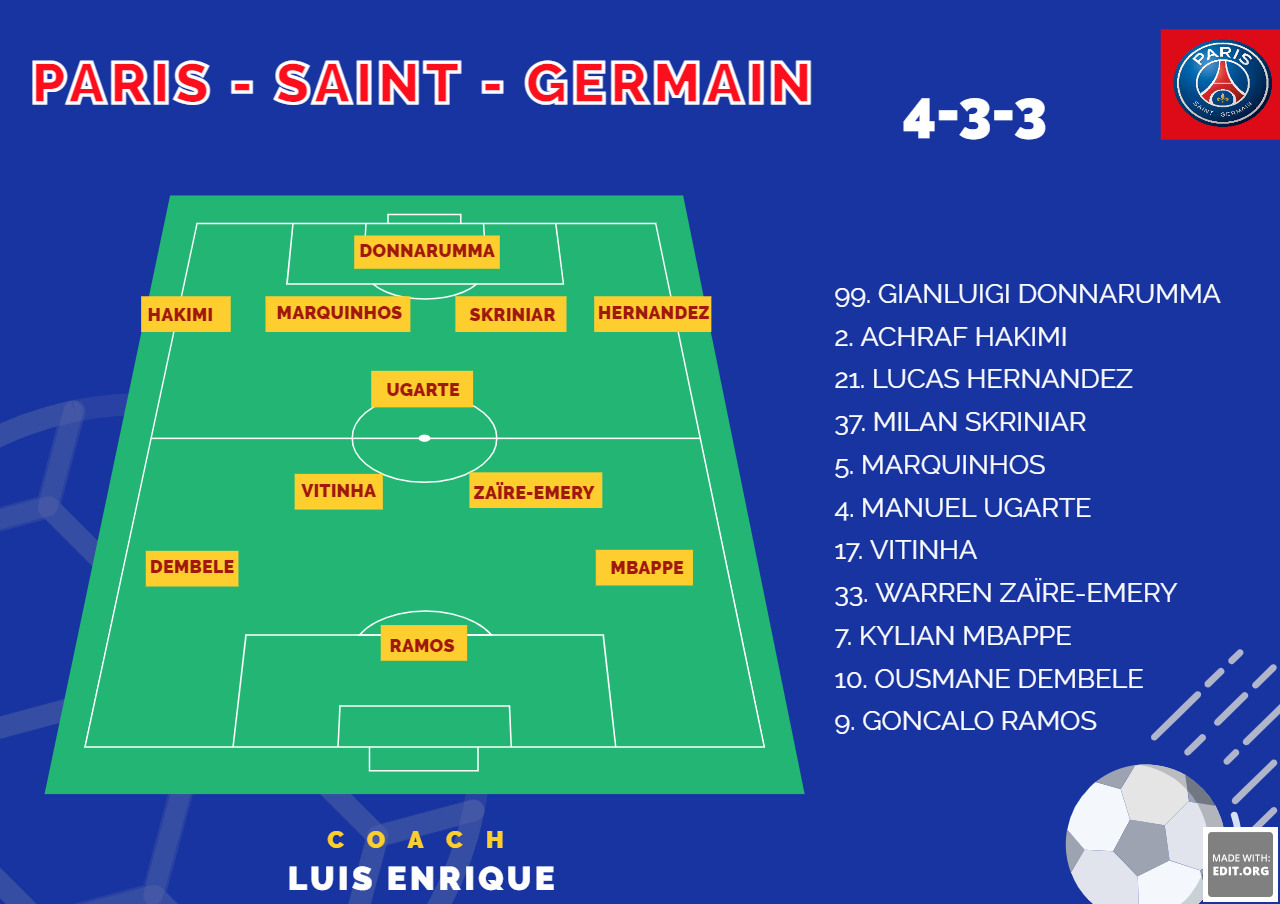 PARIS - SAINT - GERMAIN
4-3-3
PARIS
SAINT GERMAIN
DONNARUMMA
HAKIMI
MARQUINHOS
SKRINIAR
HERNANDEZ
UGARTE
VITINHA
ZAÏRE-EMERY
DEMBELE
MBAPPE
RAMOS
99. GIANLUIGI DONNARUMMA
2. ACHRAF HAKIMI
21. LUCAS HERNANDEZ
37. MILAN SKRINIAR
5. MARQUINHOS
4. MANUEL UGARTE
17. VITINHA
33. WARREN ZAÏRE-EMERY
7. KYLIAN MBAPPE
10. OUSMANE DEMBELE
9. GONCALO RAMOS
COACH
LUIS ENRIQUE
MADE WITH:
EDIT.ORG